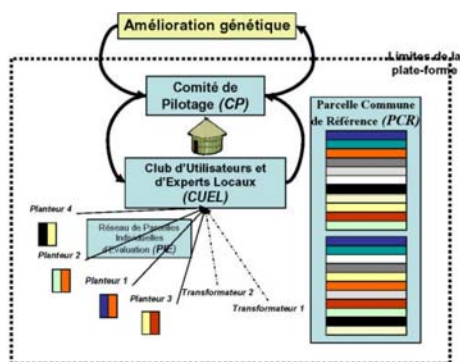 Amélioration génétique
Limites de la
plate-forme
Comité de
Pilotage (CP)
Parcelle Commune
de Référence (PCR)
Club d'Utilisateurs et
d'Experts Locaux
(CUEL)
Planteur 4
Réseau de Parcelles
Individuelles
d'Evaluation (PIE)
Planteur 2
Planteur 1
Planteur 3
Transformateur 2
Transformateur 1